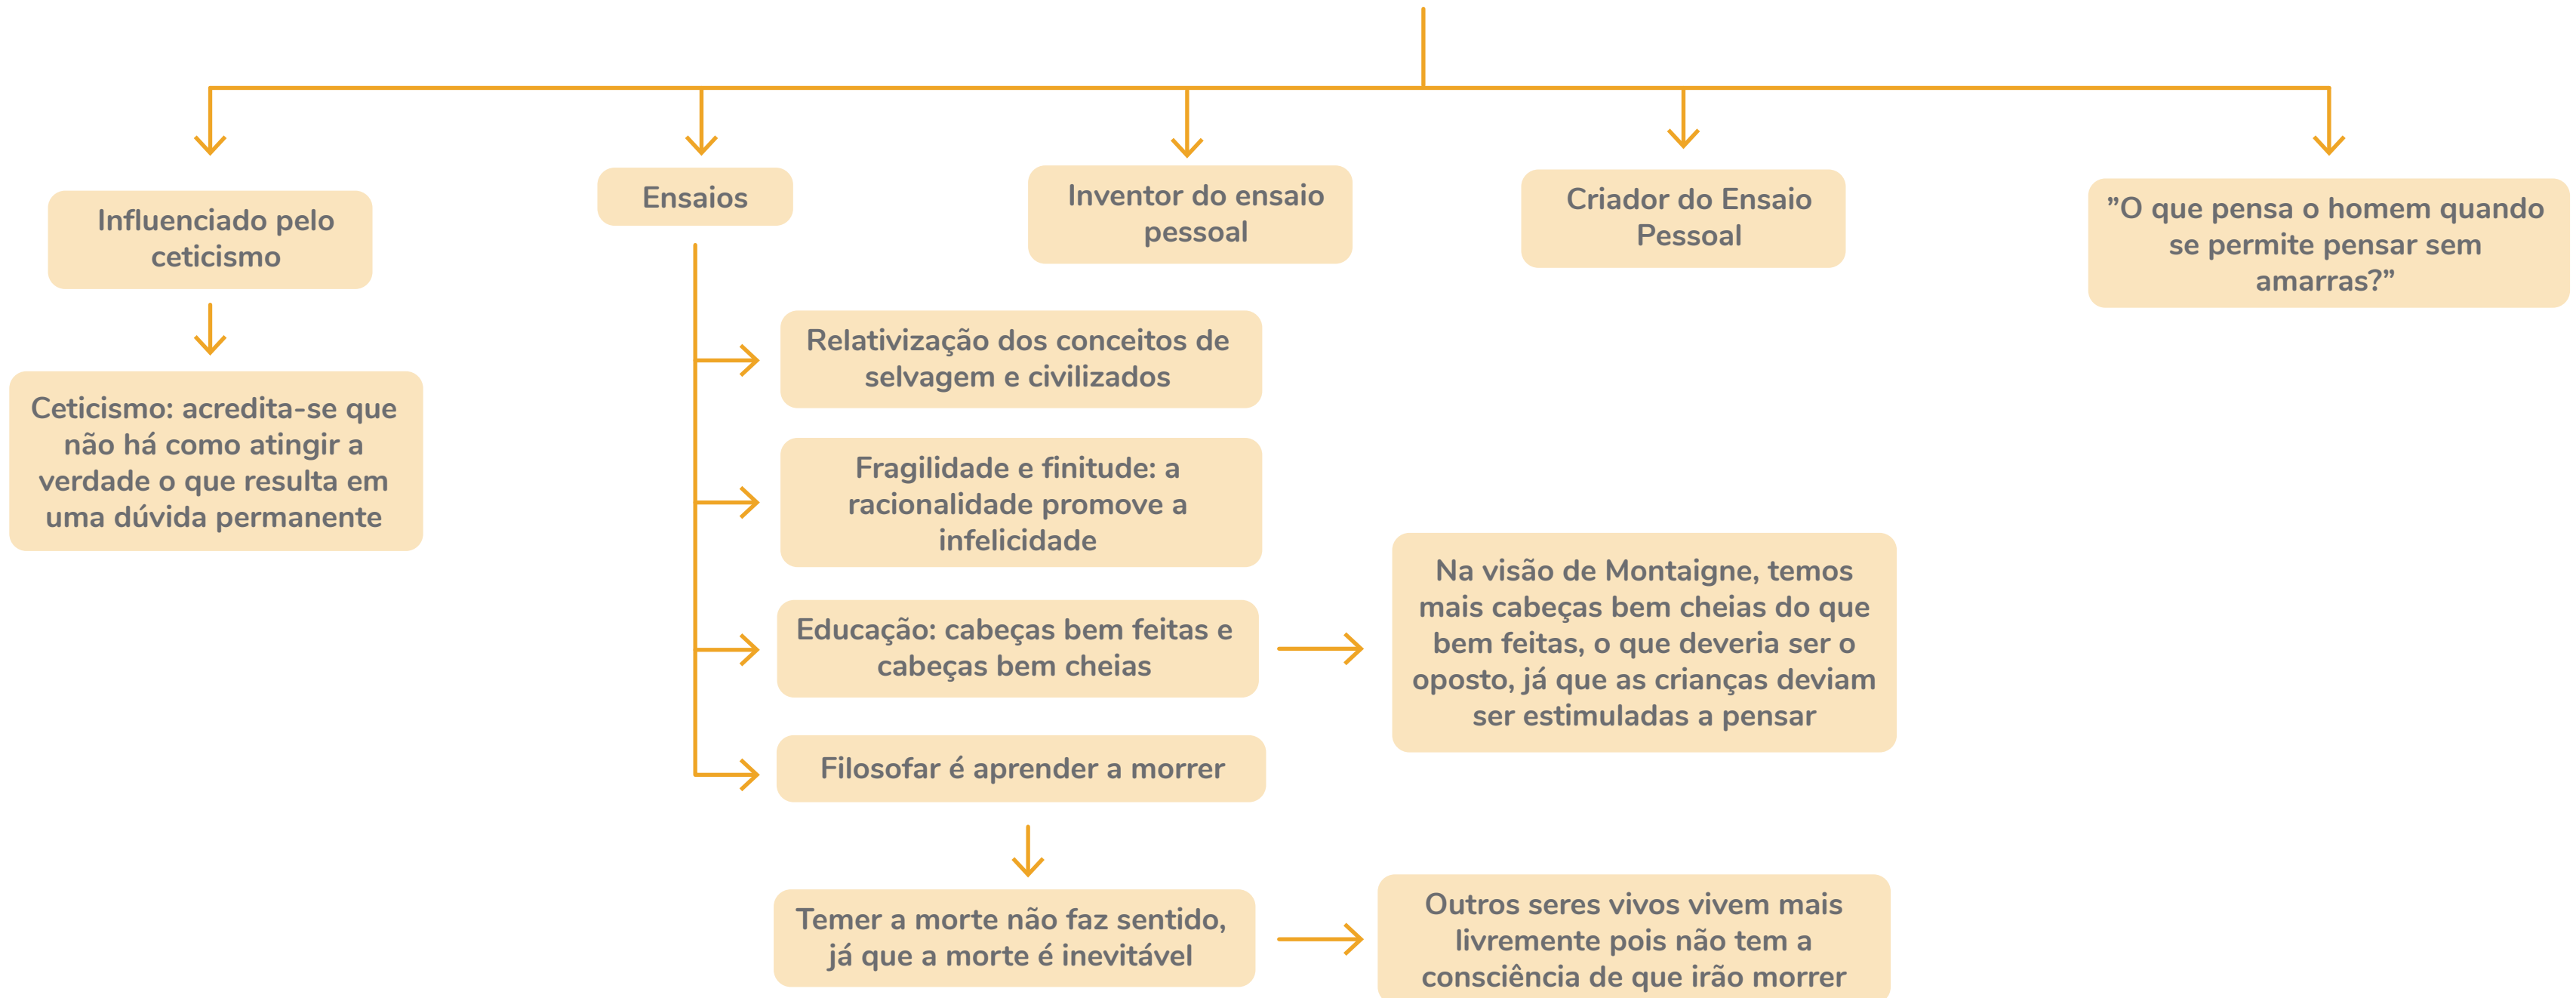 Influenciado pelo
ceticismo
Ceticismo: acredita-se que
não há como atingir a
verdade o que resulta em
uma dúvida permanente
Ensaios
Relativização dos conceitos de
selvagem e civilizados
Fragilidade e finitude: a
racionalidade promove a
infelicidade
Educação: cabeças bem feitas e
cabeças bem cheias
Na visão de Montaigne, temos
mais cabeças bem cheias do que
bem feitas, o que deveria ser o
oposto, já que as crianças deviam
ser estimuladas a pensar
Filosofar é aprender a morrer
Temer a morte não faz sentido,
já que a morte é inevitável
Outros seres vivos vivem mais
livremente pois não tem a
consciência de que irão morrer
Inventor do ensaio
pessoal
Criador do Ensaio
Pessoal
”O que pensa o homem quando
se permite pensar sem
amarras?”